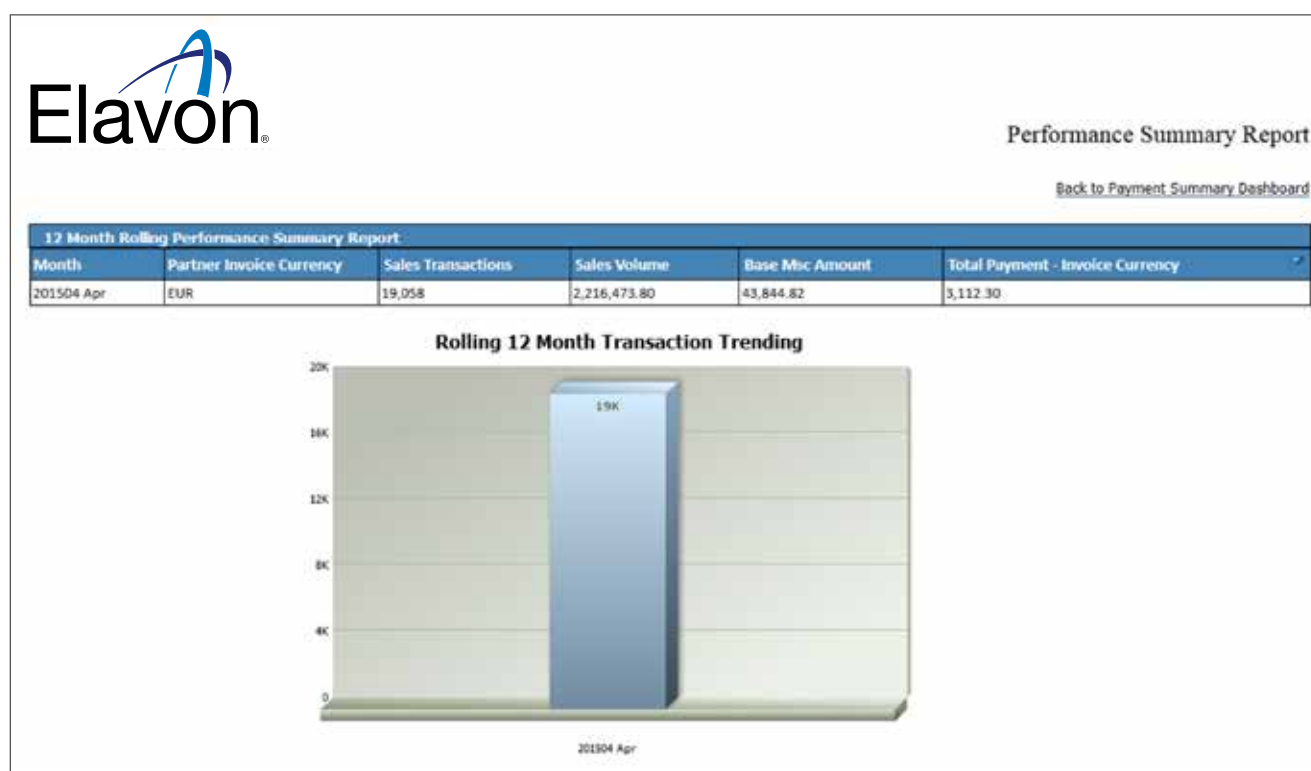 Elavon®
Performance Summary Report
Back to Payment Summary Dashboard
12 Month Rolling Performance Summary Report
Month Partner Invoice Currency Sales Transactions Sales Volume Base Msc Amount Total Payment - Invoice Currency
201504 Apr EUR 19,058 2,216,473.80 43,844.82 3,112.30
Rolling 12 Month Transaction Trending
20K
19K
16K
12K
8K
4K
0
201504 Apr